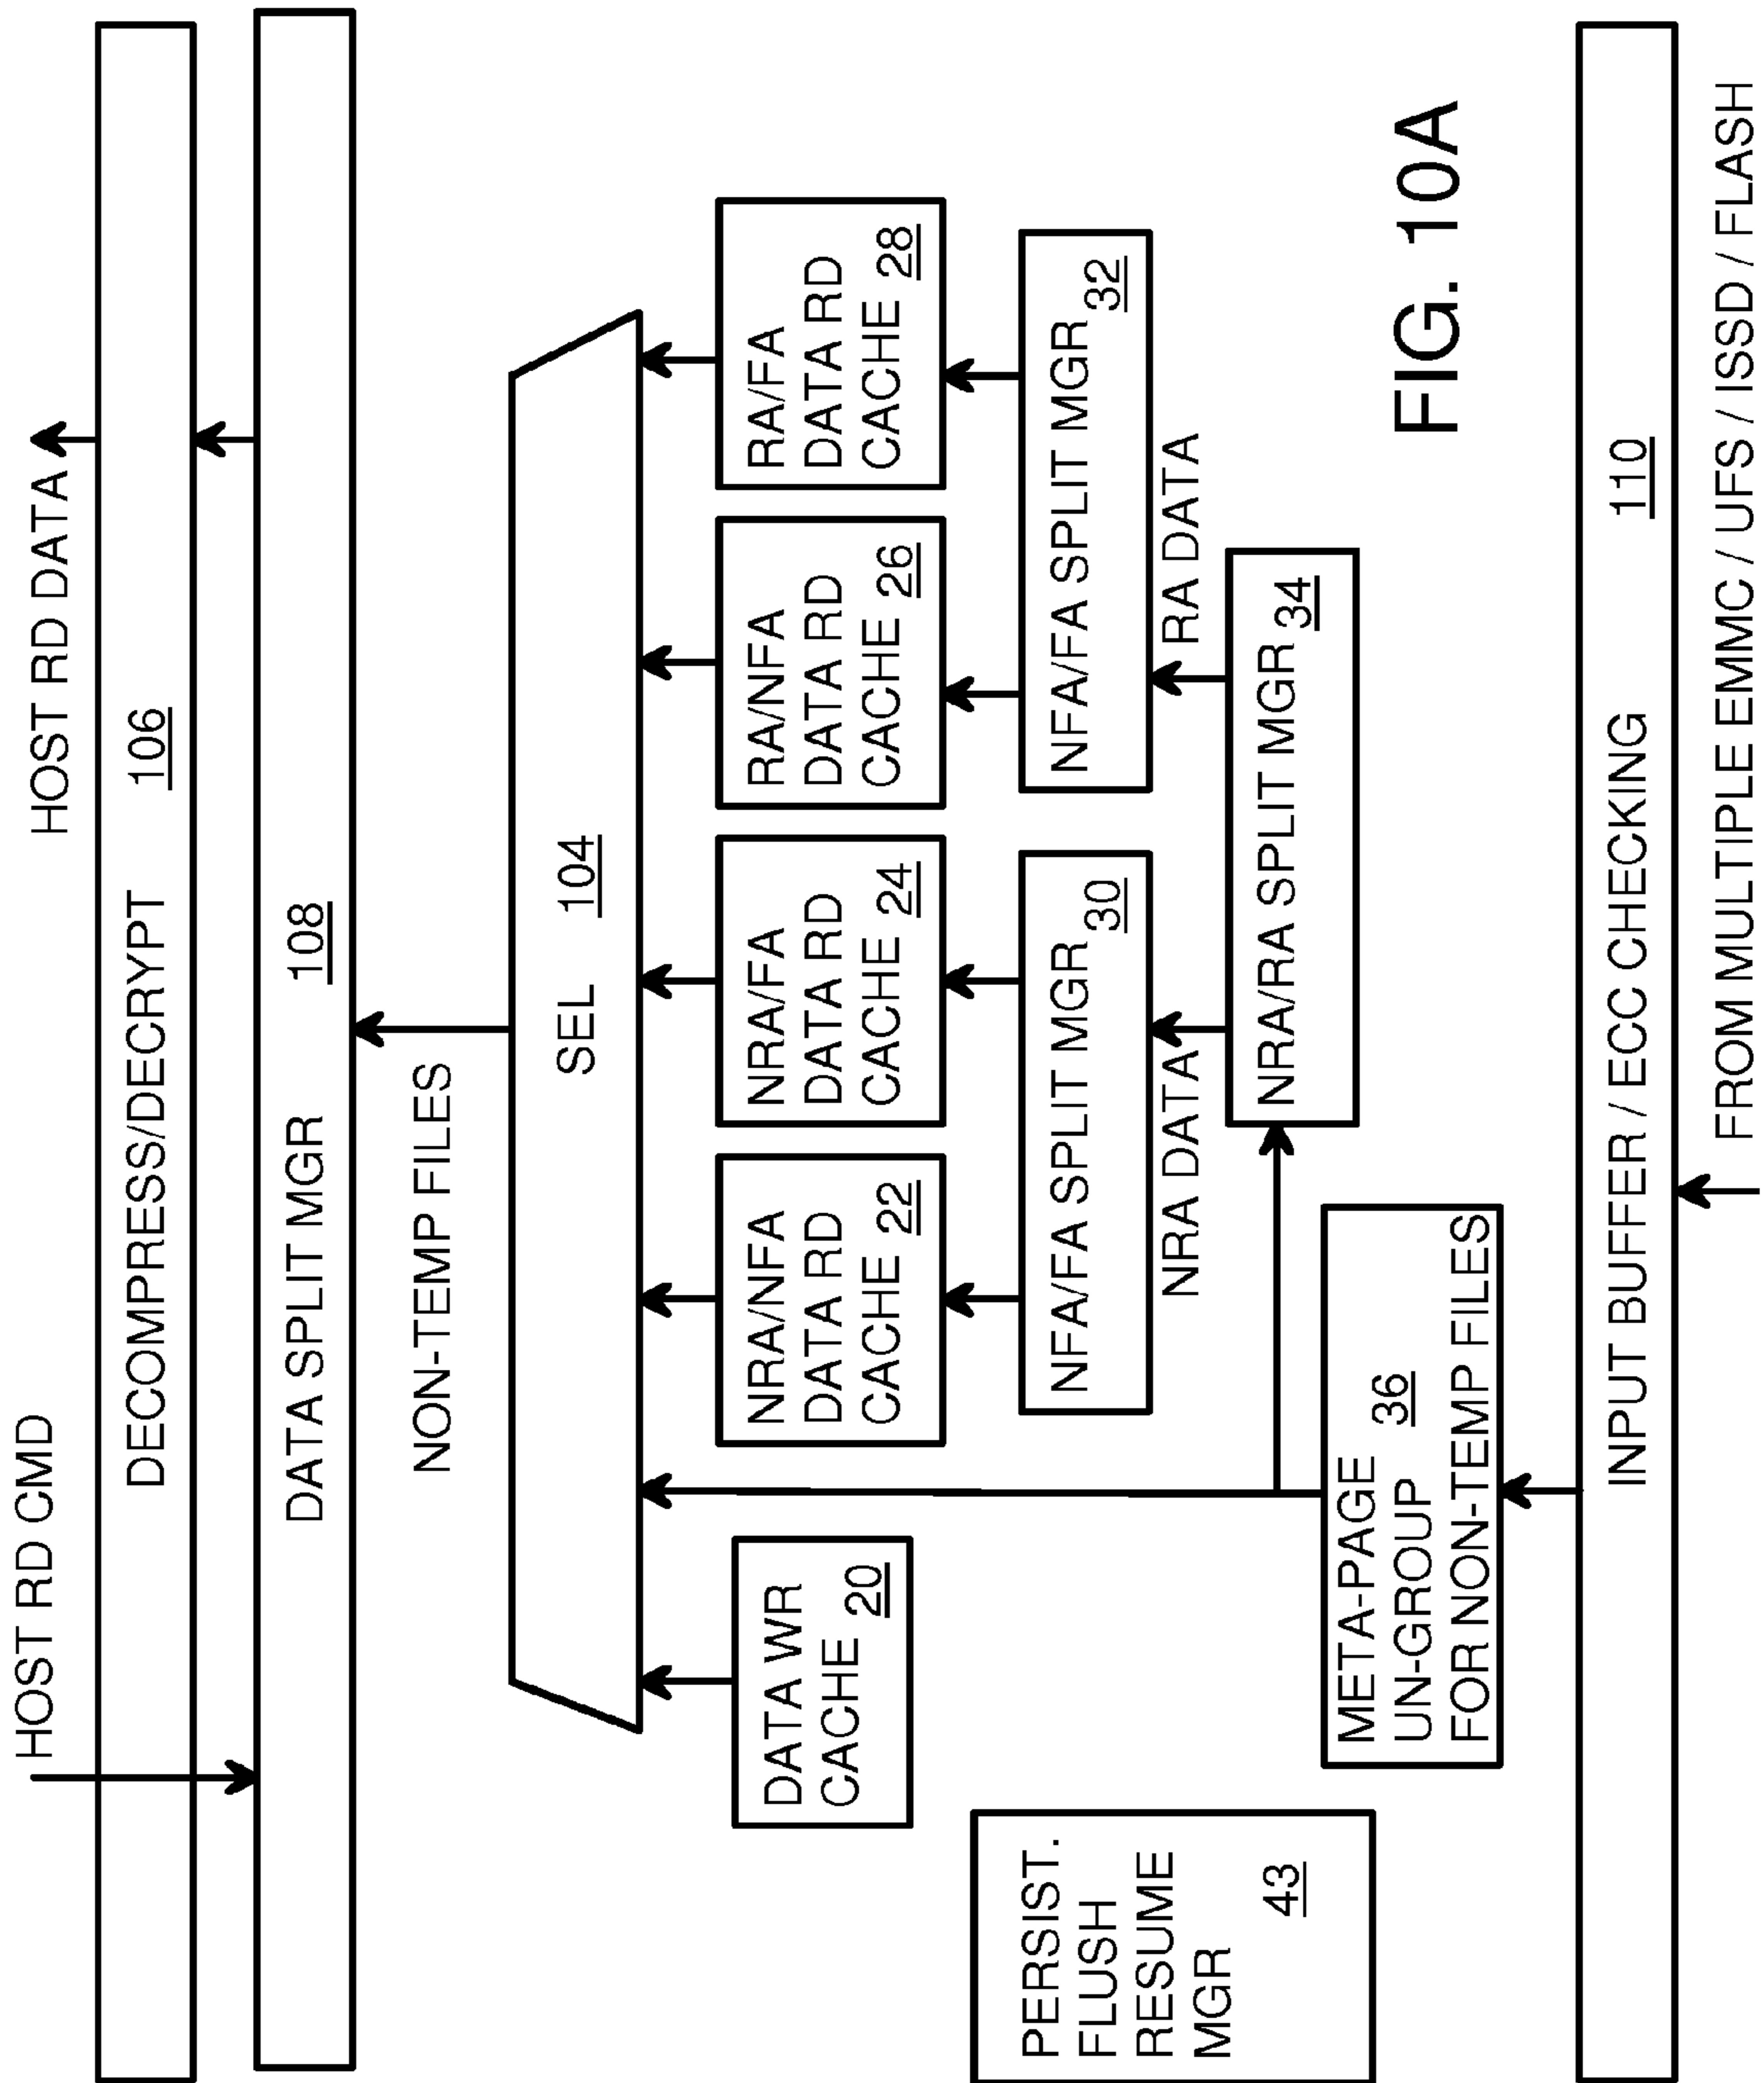 HOST RD CMD
HOST RD DATA
DECOMPRESS/DECRYPT 106
DATA SPLIT MGR 108
NON-TEMP FILES
SEL 104
DATA WR
CACHE 20
NRA/NFA
DATA RD
CACHE 22
NRA/FA
DATA RD
CACHE 24
RA/NFA
DATA RD
CACHE 26
RA/FA
DATA RD
CACHE 28
NFA/FA SPLIT MGR 30
NFA/FA SPLIT MGR 32
NRA DATA
RA DATA
NRA/RA SPLIT MGR 34
PERSIST.
FLUSH
RESUME
MGR
43
META-PAGE
UN-GROUP 36
FOR NON-TEMP FILES
FIG. 10A
INPUT BUFFER / ECC CHECKING 110
FROM MULTIPLE EMMC / UFS / ISSD / FLASH